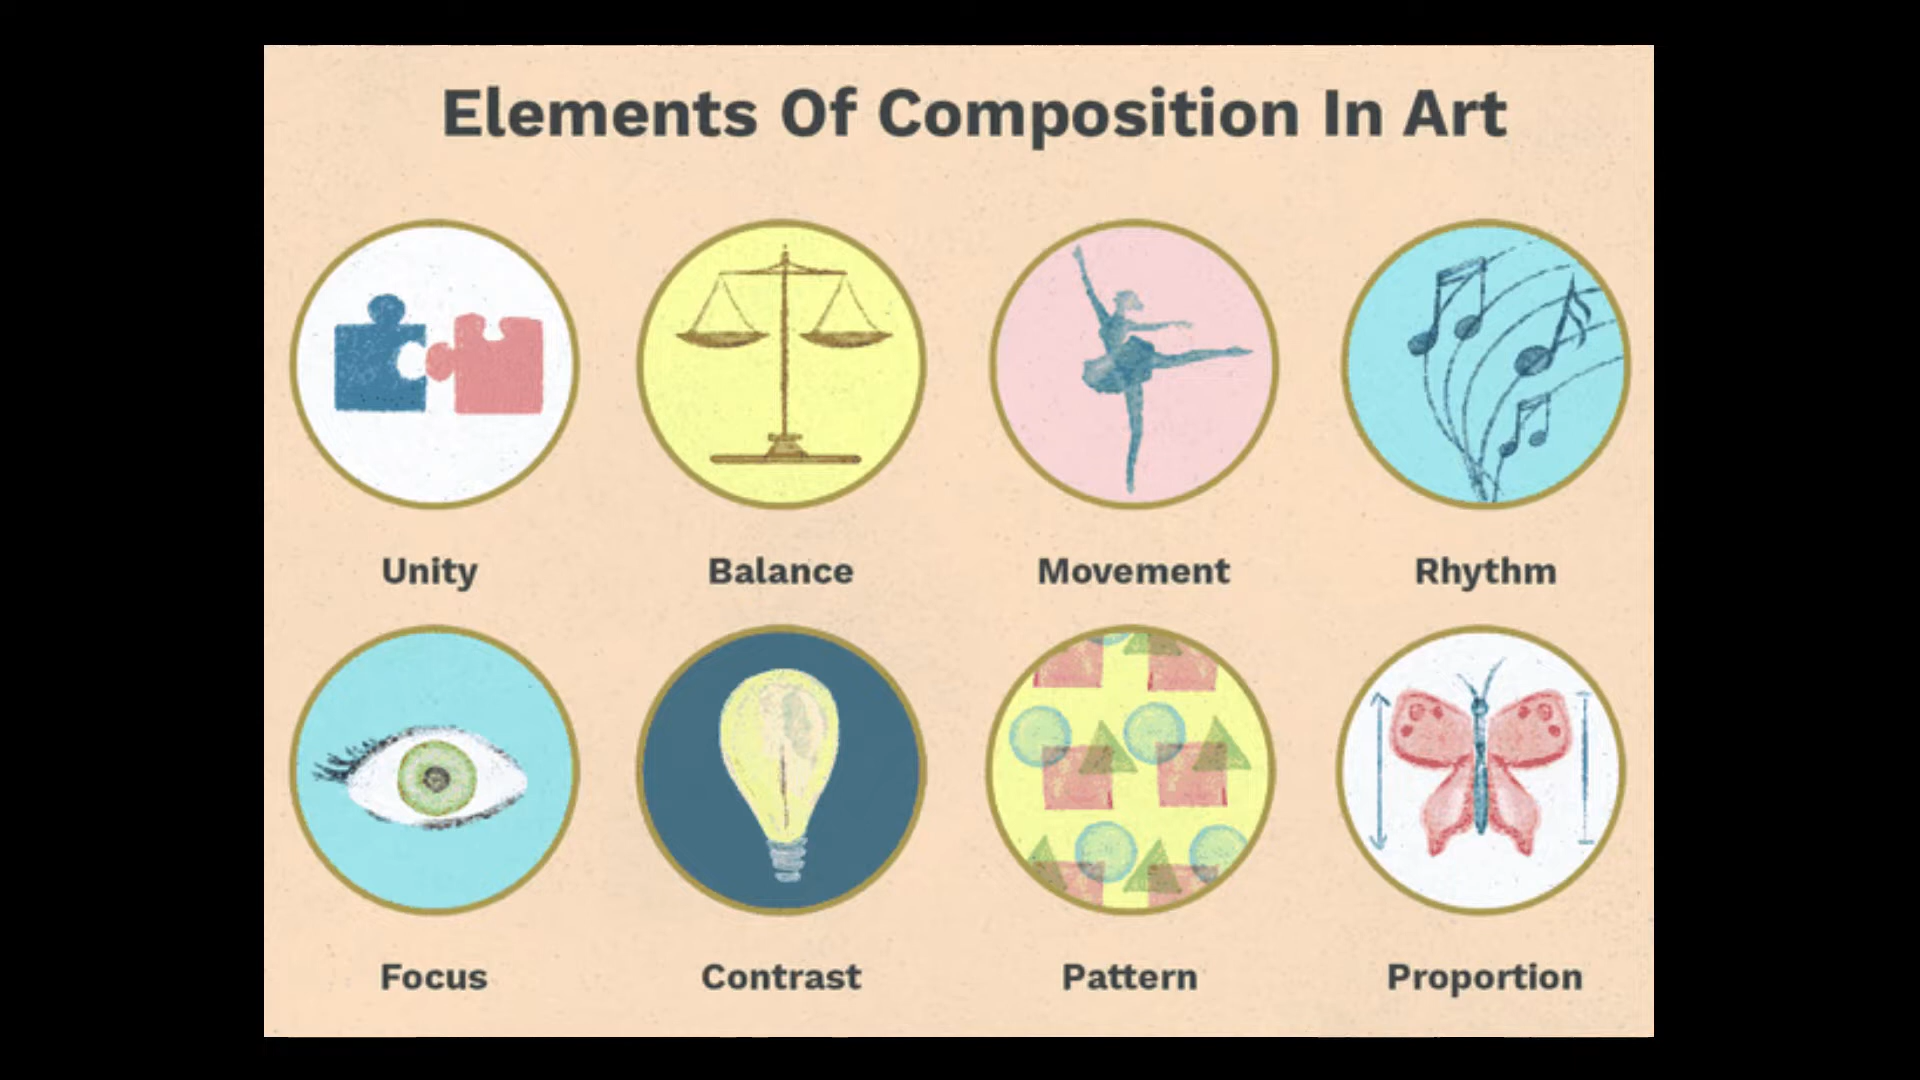 Elements Of Composition In Art
Unity
Balance
Movement
Rhythm
Focus
Contrast
Pattern
Proportion